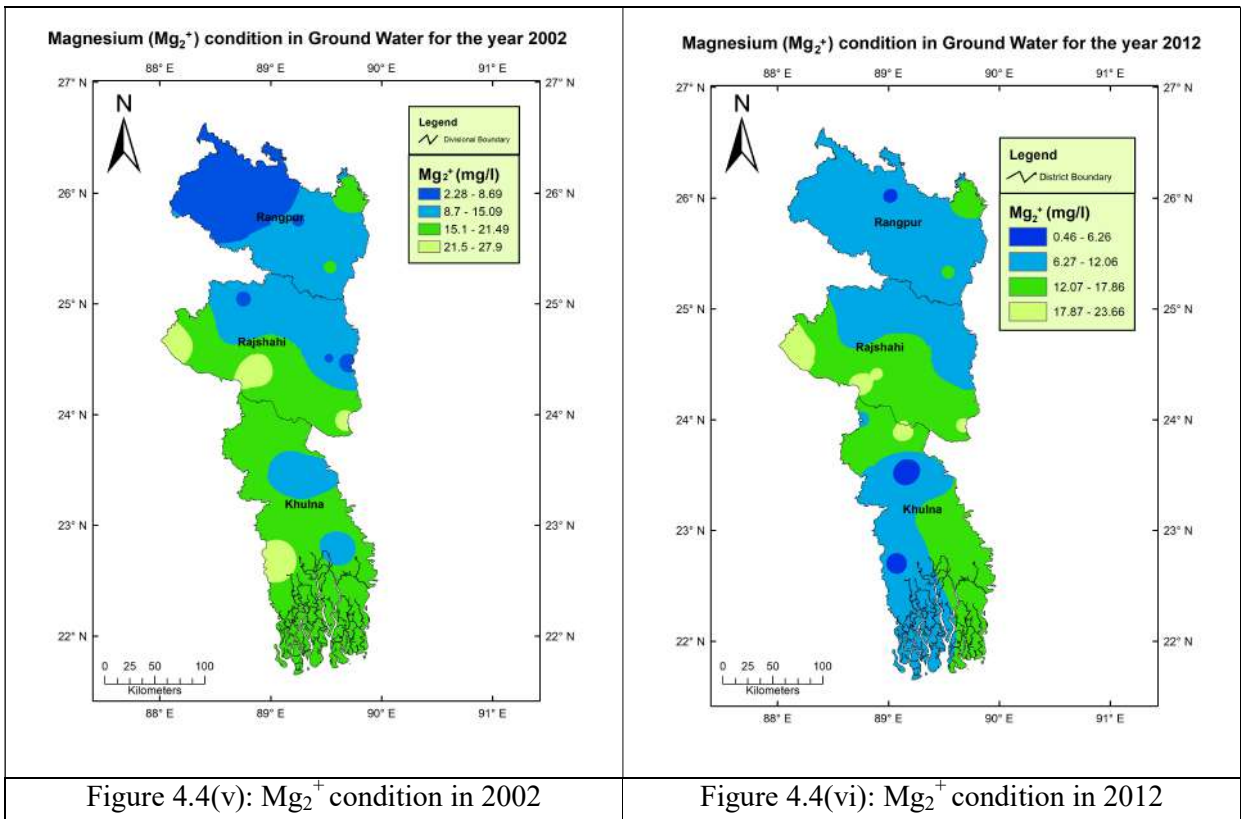 Magnesium (Mg₂⁺) condition in Ground Water for the year 2002
88° E 89° E 90° E 91° E
27° N 27° N
N
Legend
Divisional Boundary
Mg₂⁺ (mg/l)
2.28 - 8.69
8.7 - 15.09
15.1 - 21.49
21.5 - 27.9
26° N 26° N
Rangpur
25° N 25° N
Rajshahi
24° N 24° N
23° N 23° N
Khulna
22° N 22° N
0 25 50 100
Kilometers
88° E 89° E 90° E 91° E
Figure 4.4(v): Mg₂⁺ condition in 2002
Magnesium (Mg₂⁺) condition in Ground Water for the year 2012
88° E 89° E 90° E 91° E
27° N 27° N
N
Legend
District Boundary
Mg₂⁺ (mg/l)
0.46 - 6.26
6.27 - 12.06
12.07 - 17.86
17.87 - 23.66
26° N 26° N
Rangpur
25° N 25° N
Rajshahi
24° N 24° N
23° N 23° N
Khulna
22° N 22° N
0 25 50 100
Kilometers
88° E 89° E 90° E 91° E
Figure 4.4(vi): Mg₂⁺ condition in 2012